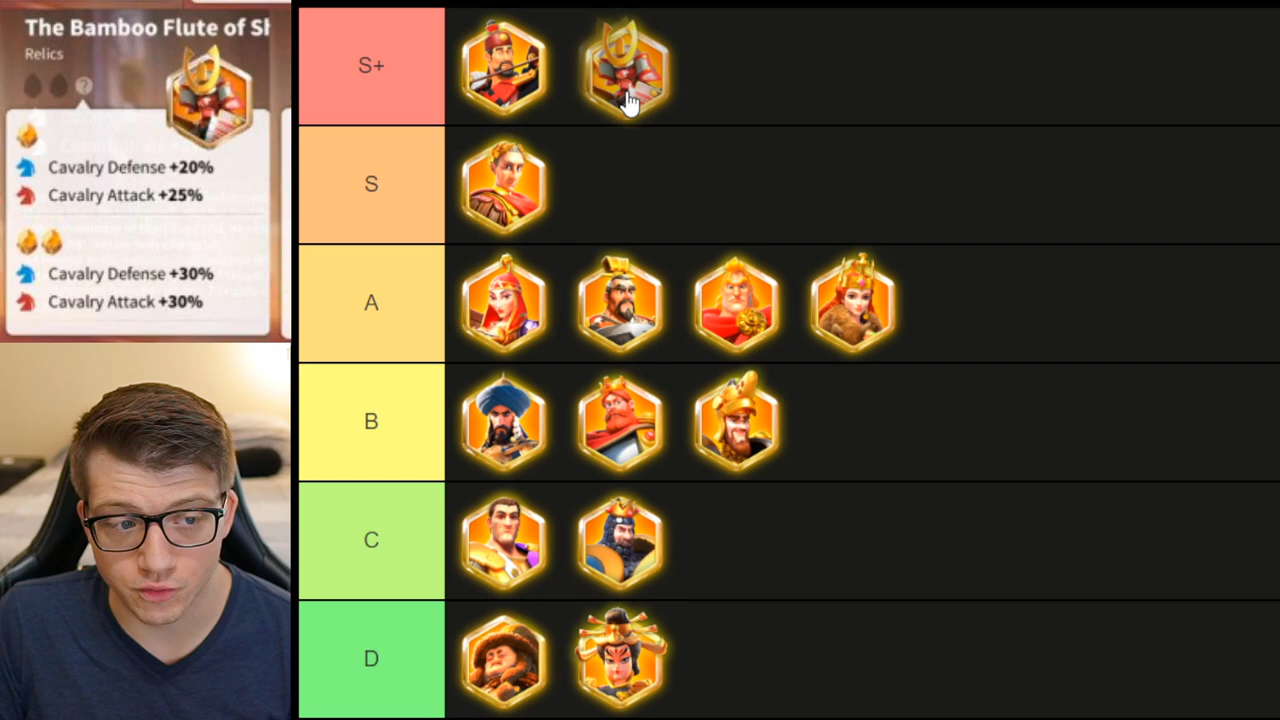 The Bamboo Flute of Sh
Relics
?
Cavalry Defense +20%
Cavalry Attack +25%
Cavalry Defense +30%
Cavalry Attack +30%
S+
S
A
B
C
D